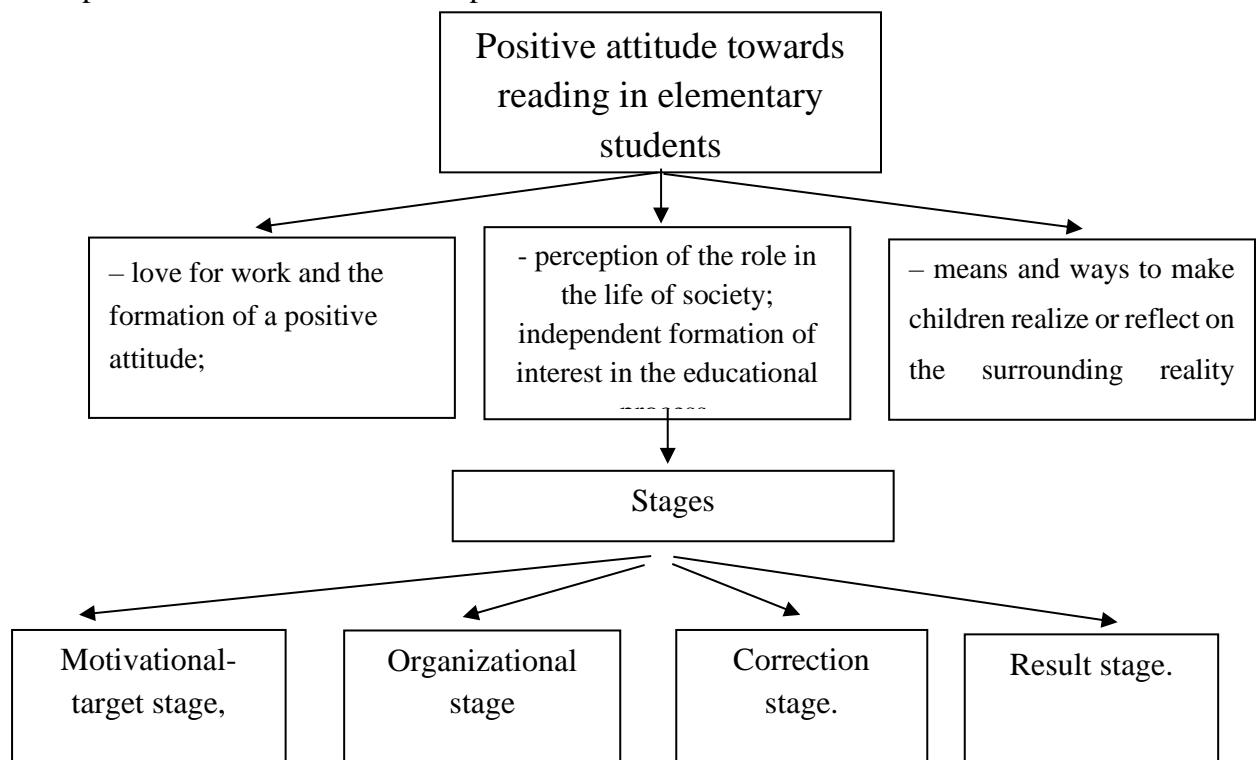 Positive attitude towards
reading in elementary
students
– love for work and the
formation of a positive
attitude;
- perception of the role in
the life of society;
independent formation of
interest in the educational
– means and ways to make
children realize or reflect on
the surrounding reality
Stages
Motivational-
target stage,
Organizational
stage
Correction
stage.
Result stage.